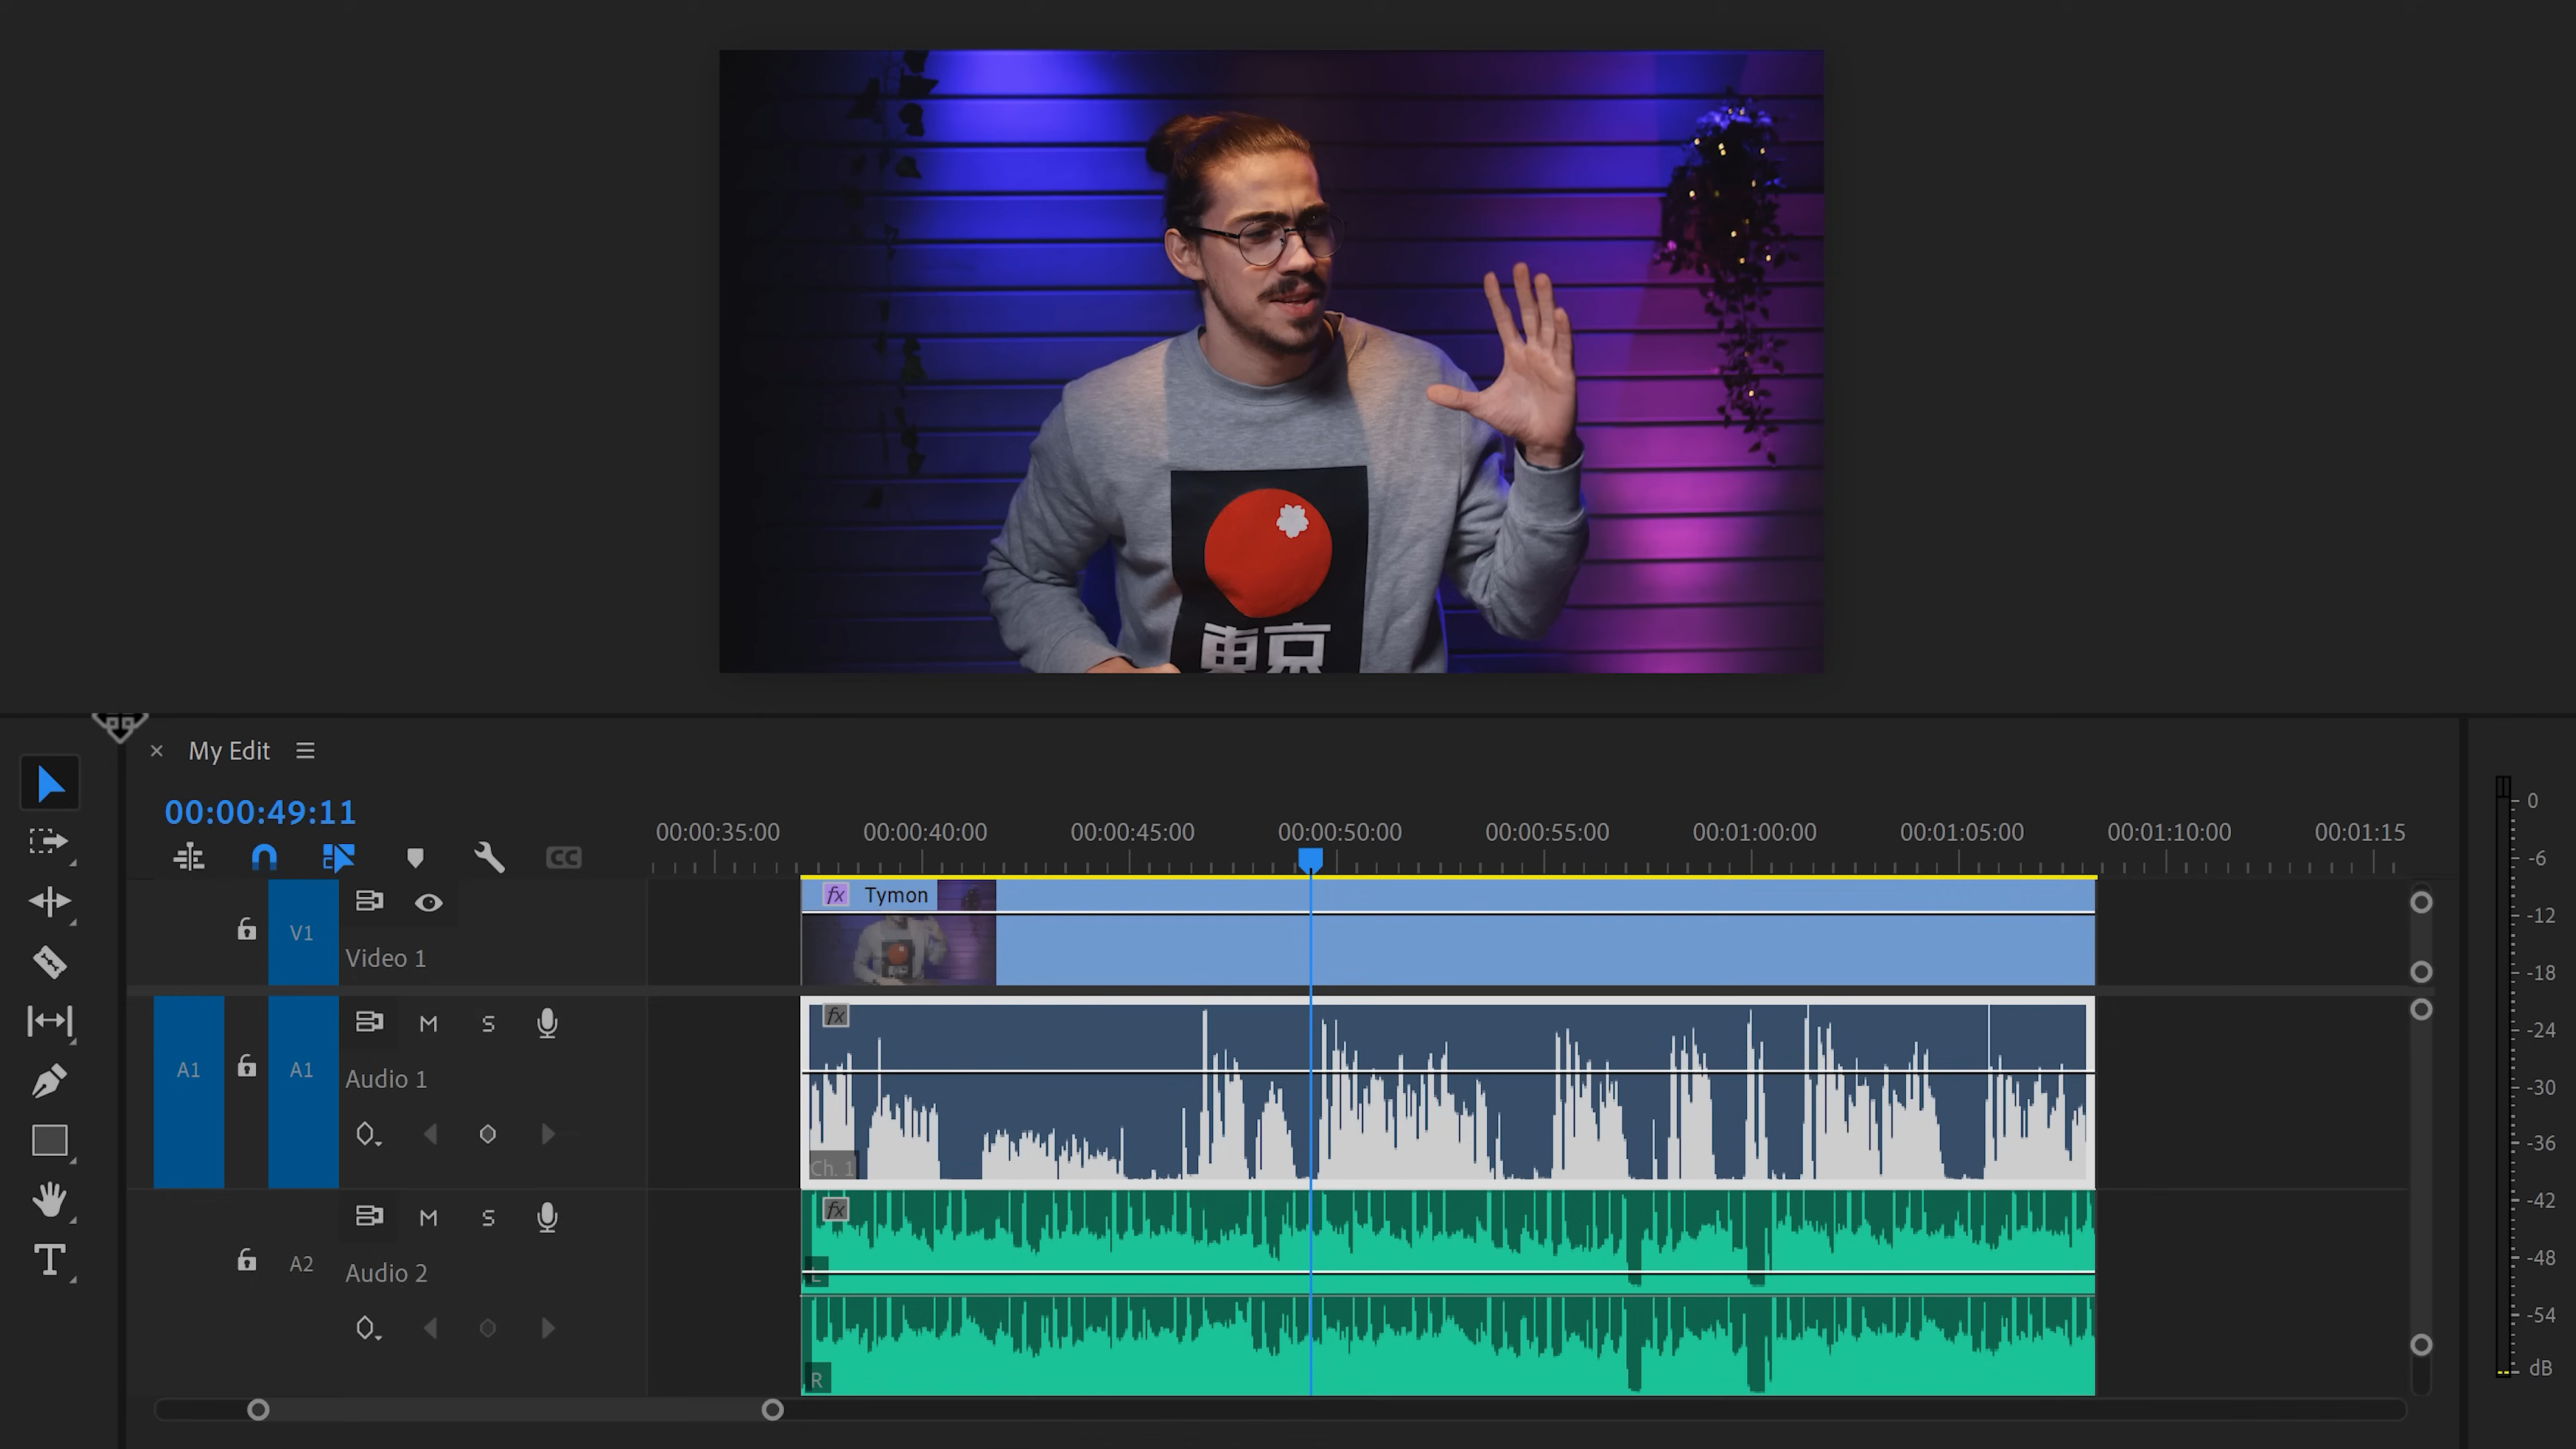 東京
× My Edit
00:00:49:11
00:00:35:00 00:00:40:00 00:00:45:00 00:00:50:00 00:00:55:00 00:01:00:00 00:01:05:00 00:01:10:00 00:01:15
CC
fx Tymon
V1
Video 1
A1 A1 M S
Audio 1
fx
Ch. 1
A2 M S
Audio 2
fx
L
R
T
0
-6
-12
-18
-24
-30
-36
-42
-48
-54
dB